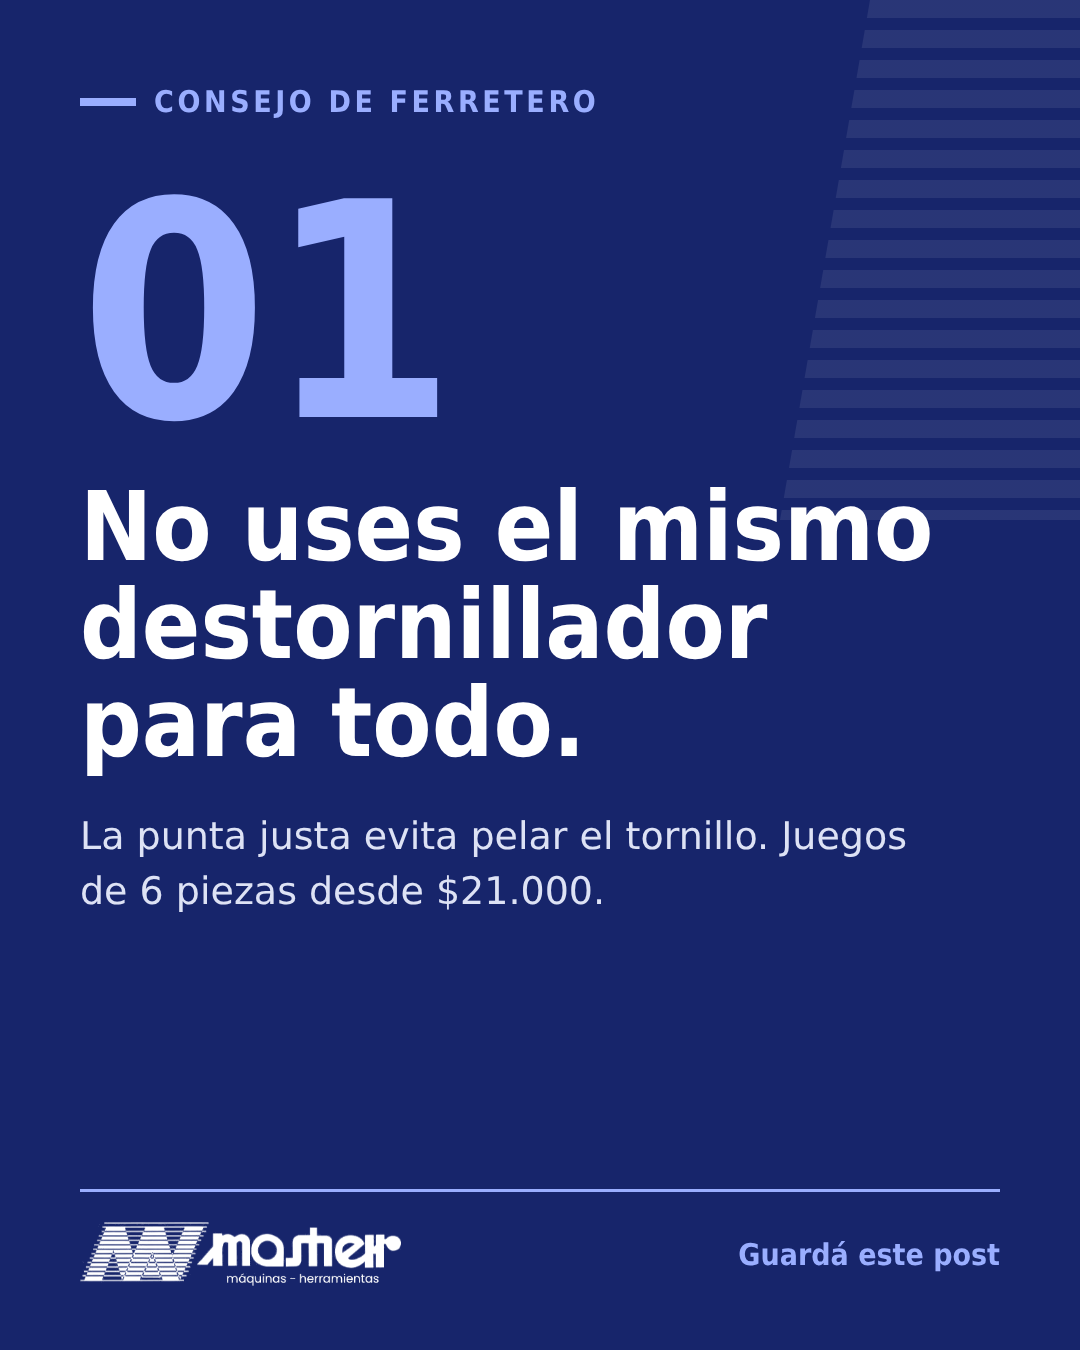 CONSEJO DE FERRETERO
01
No uses el mismo
destornillador
para todo.
La punta justa evita pelar el tornillo. Juegos
de 6 piezas desde $21.000.
masther
máquinas - herramientas
Guardá este post